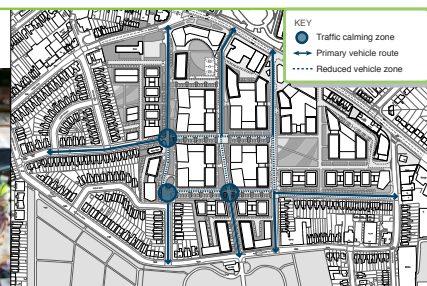 KEY
Traffic calming zone
Primary vehicle route
Reduced vehicle zone